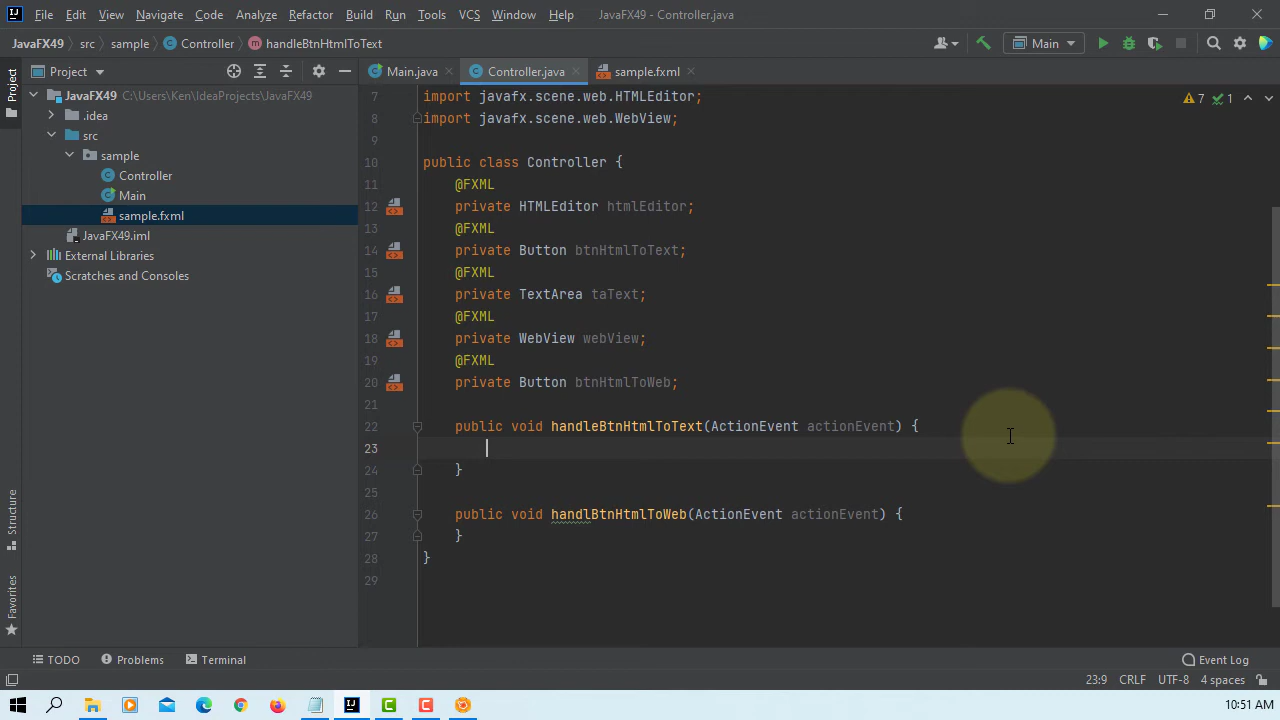 File Edit View Navigate Code Analyze Refactor Build Run Tools VCS Window Help JavaFX49 - Controller.java
JavaFX49 src sample Controller handleBtnHtmlToText Main
Project Main.java Controller.java sample.fxml
JavaFX49 C:\Users\Ken\IdeaProjects\JavaFX49
.idea
src
sample
Controller
Main
sample.fxml
JavaFX49.iml
External Libraries
Scratches and Consoles
Project
Structure
Favorites
7 import javafx.scene.web.HTMLEditor; 7 1
8 import javafx.scene.web.WebView;
9
10 public class Controller {
11 @FXML
12 private HTMLEditor htmlEditor;
13 @FXML
14 private Button btnHtmlToText;
15 @FXML
16 private TextArea taText;
17 @FXML
18 private WebView webView;
19 @FXML
20 private Button btnHtmlToWeb;
21
22 public void handleBtnHtmlToText(ActionEvent actionEvent) {
23
24 }
25
26 public void handlBtnHtmlToWeb(ActionEvent actionEvent) {
27 }
28 }
29
TODO Problems Terminal Event Log
23:9 CRLF UTF-8 4 spaces
10:51 AM